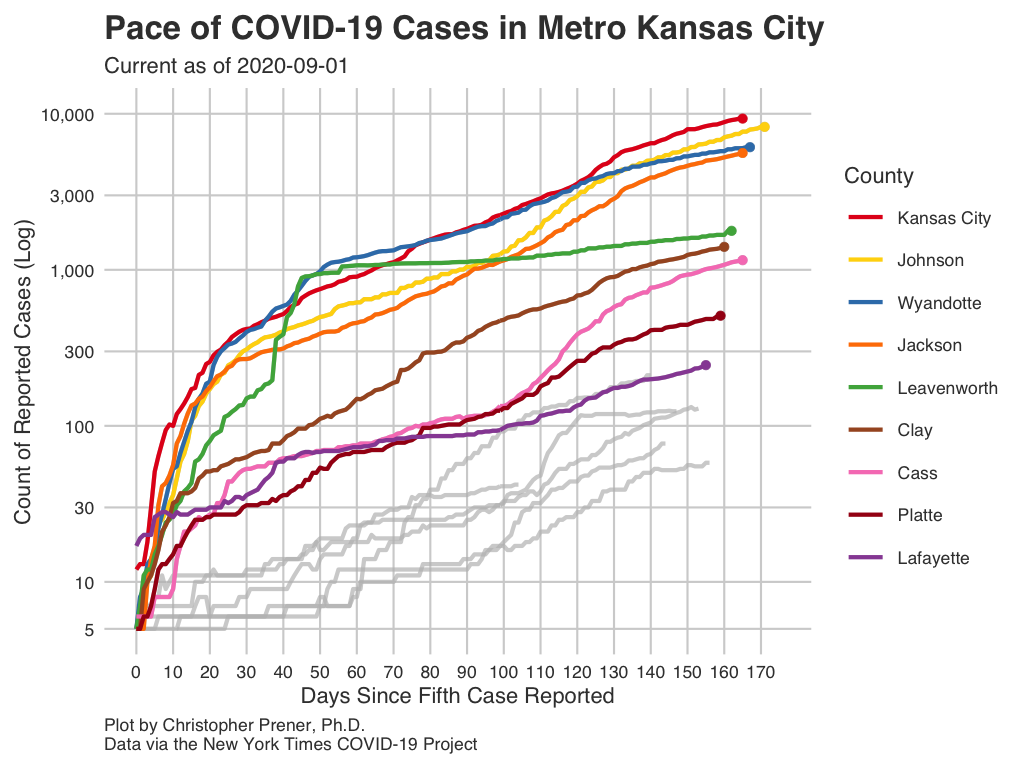 Pace of COVID-19 Cases in Metro Kansas City
Current as of 2020-09-01
Count of Reported Cases (Log)
10,000
3,000
1,000
300
100
30
10
5
0 10 20 30 40 50 60 70 80 90 100 110 120 130 140 150 160 170
Days Since Fifth Case Reported
County
Kansas City
Johnson
Wyandotte
Jackson
Leavenworth
Clay
Cass
Platte
Lafayette
Plot by Christopher Prener, Ph.D.
Data via the New York Times COVID-19 Project